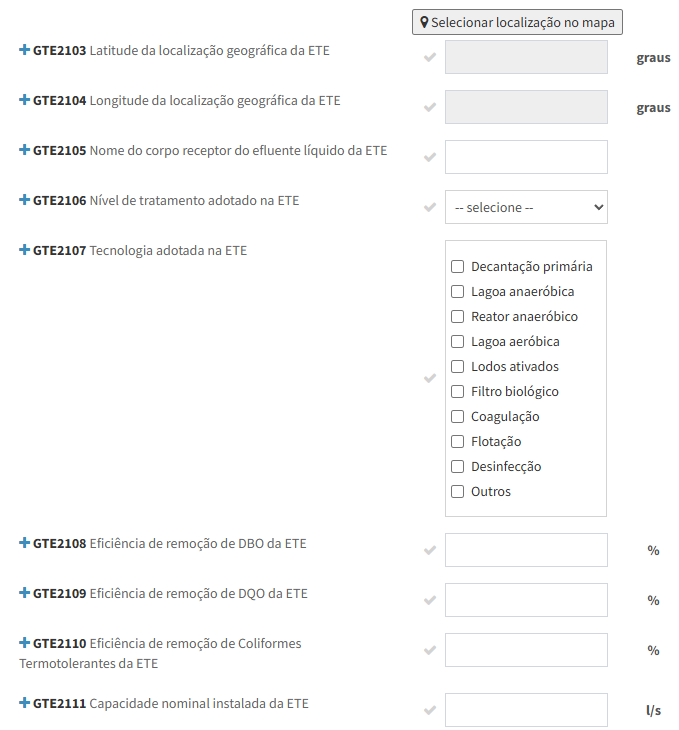 Selecionar localização no mapa
GTE2103 Latitude da localização geográfica da ETE
graus
GTE2104 Longitude da localização geográfica da ETE
graus
GTE2105 Nome do corpo receptor do efluente líquido da ETE
GTE2106 Nível de tratamento adotado na ETE
-- selecione --
GTE2107 Tecnologia adotada na ETE
Decantação primária
Lagoa anaeróbica
Reator anaeróbico
Lagoa aeróbica
Lodos ativados
Filtro biológico
Coagulação
Flotação
Desinfecção
Outros
GTE2108 Eficiência de remoção de DBO da ETE
%
GTE2109 Eficiência de remoção de DQO da ETE
%
GTE2110 Eficiência de remoção de Coliformes
Termotolerantes da ETE
%
GTE2111 Capacidade nominal instalada da ETE
l/s